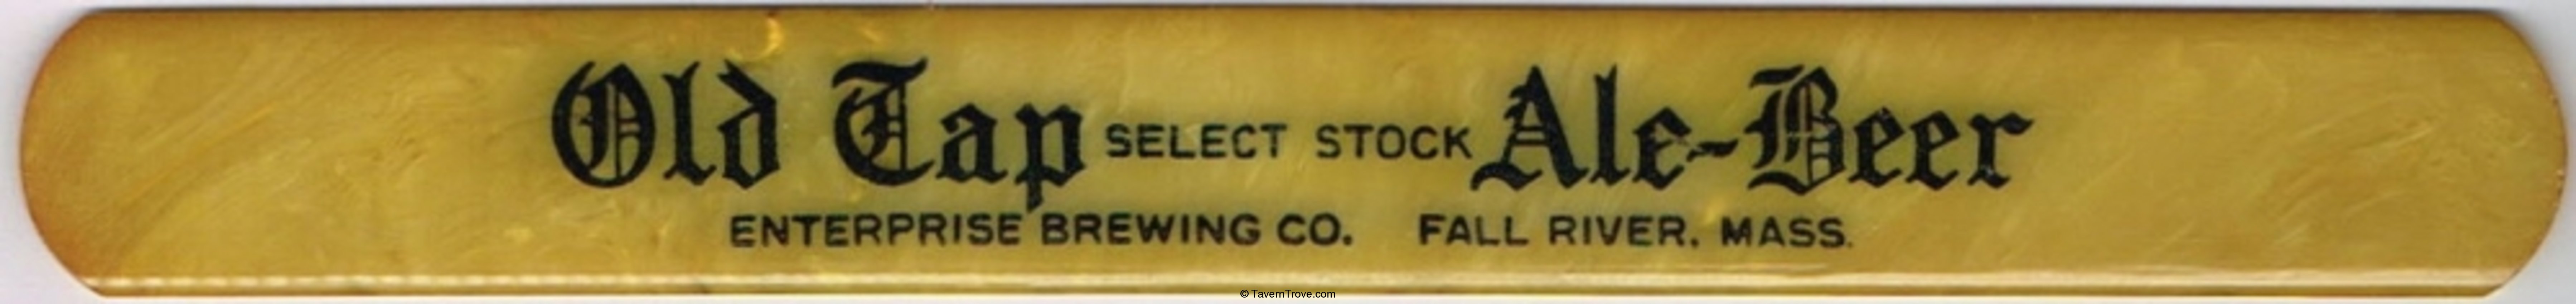 Old Tap SELECT STOCK Ale-Beer
ENTERPRISE BREWING CO. FALL RIVER, MASS.
© TavernTrove.com